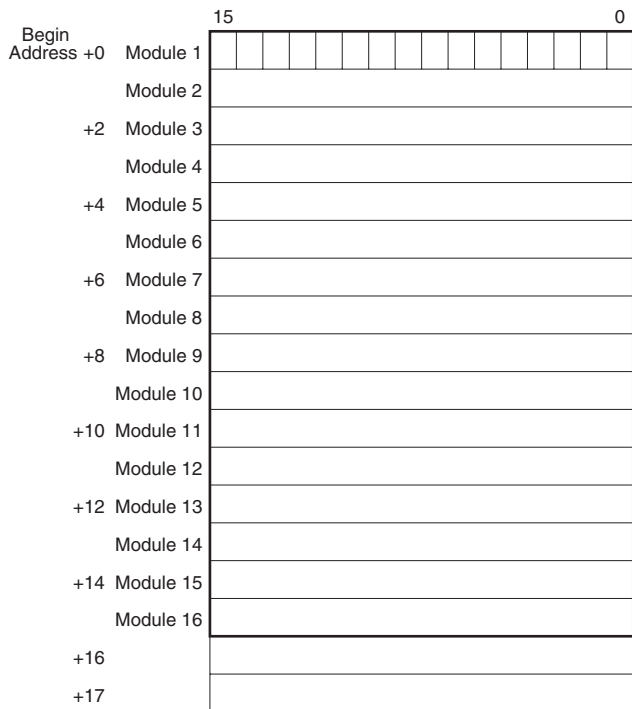 15 0
Begin
Address +0 Module 1
Module 2
+2 Module 3
Module 4
+4 Module 5
Module 6
+6 Module 7
Module 8
+8 Module 9
Module 10
+10 Module 11
Module 12
+12 Module 13
Module 14
+14 Module 15
Module 16
+16
+17